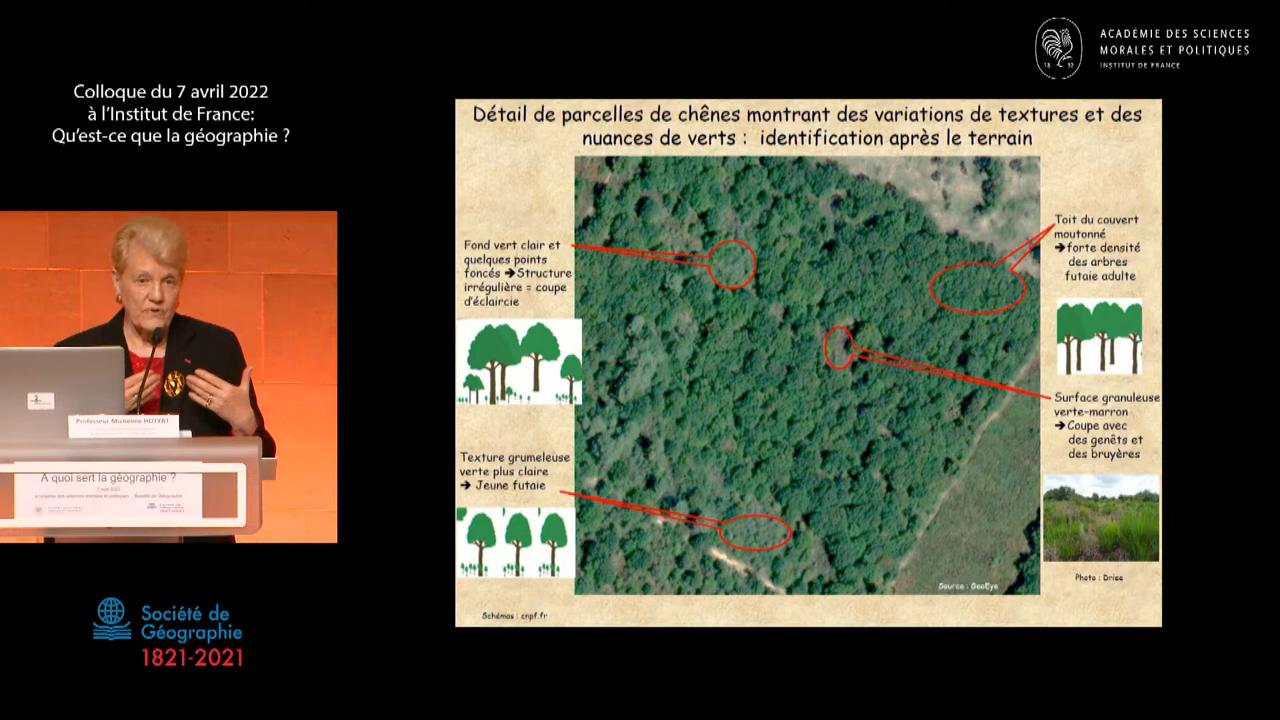 ACADÉMIE DES SCIENCES
MORALES ET POLITIQUES
INSTITUT DE FRANCE
18 32
Colloque du 7 avril 2022
à l'Institut de France:
Qu'est-ce que la géographie ?
Détail de parcelles de chênes montrant des variations de textures et des
nuances de verts : identification après le terrain
Fond vert clair et
quelques points
foncés ➔Structure
irrégulière = coupe
d'éclaircie
Toit du couvert
moutonné
➔forte densité
des arbres
futaie adulte
Surface granuleuse
verte-marron
➔Coupe avec
des genêts et
des bruyères
Texture grumeleuse
verte plus claire
➔ Jeune futaie
Source : GeoEye
Photo : Driee
Schémas : cnpf.fr
Professeur Micheline HOTYAT
A quoi sert la géographie ?
Société de
Géographie
1821-2021